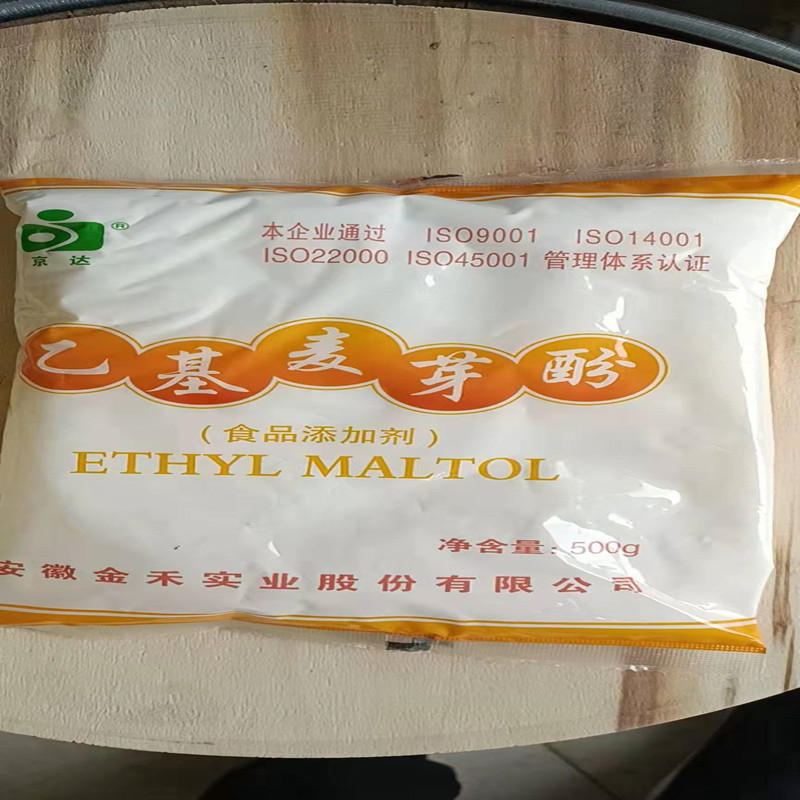 京达®
本企业通过 ISO9001 ISO14001
ISO22000 ISO45001 管理体系认证
乙基麦芽酚
（食品添加剂）
ETHYL MALTOL
净含量: 500g
安徽金禾实业股份有限公司